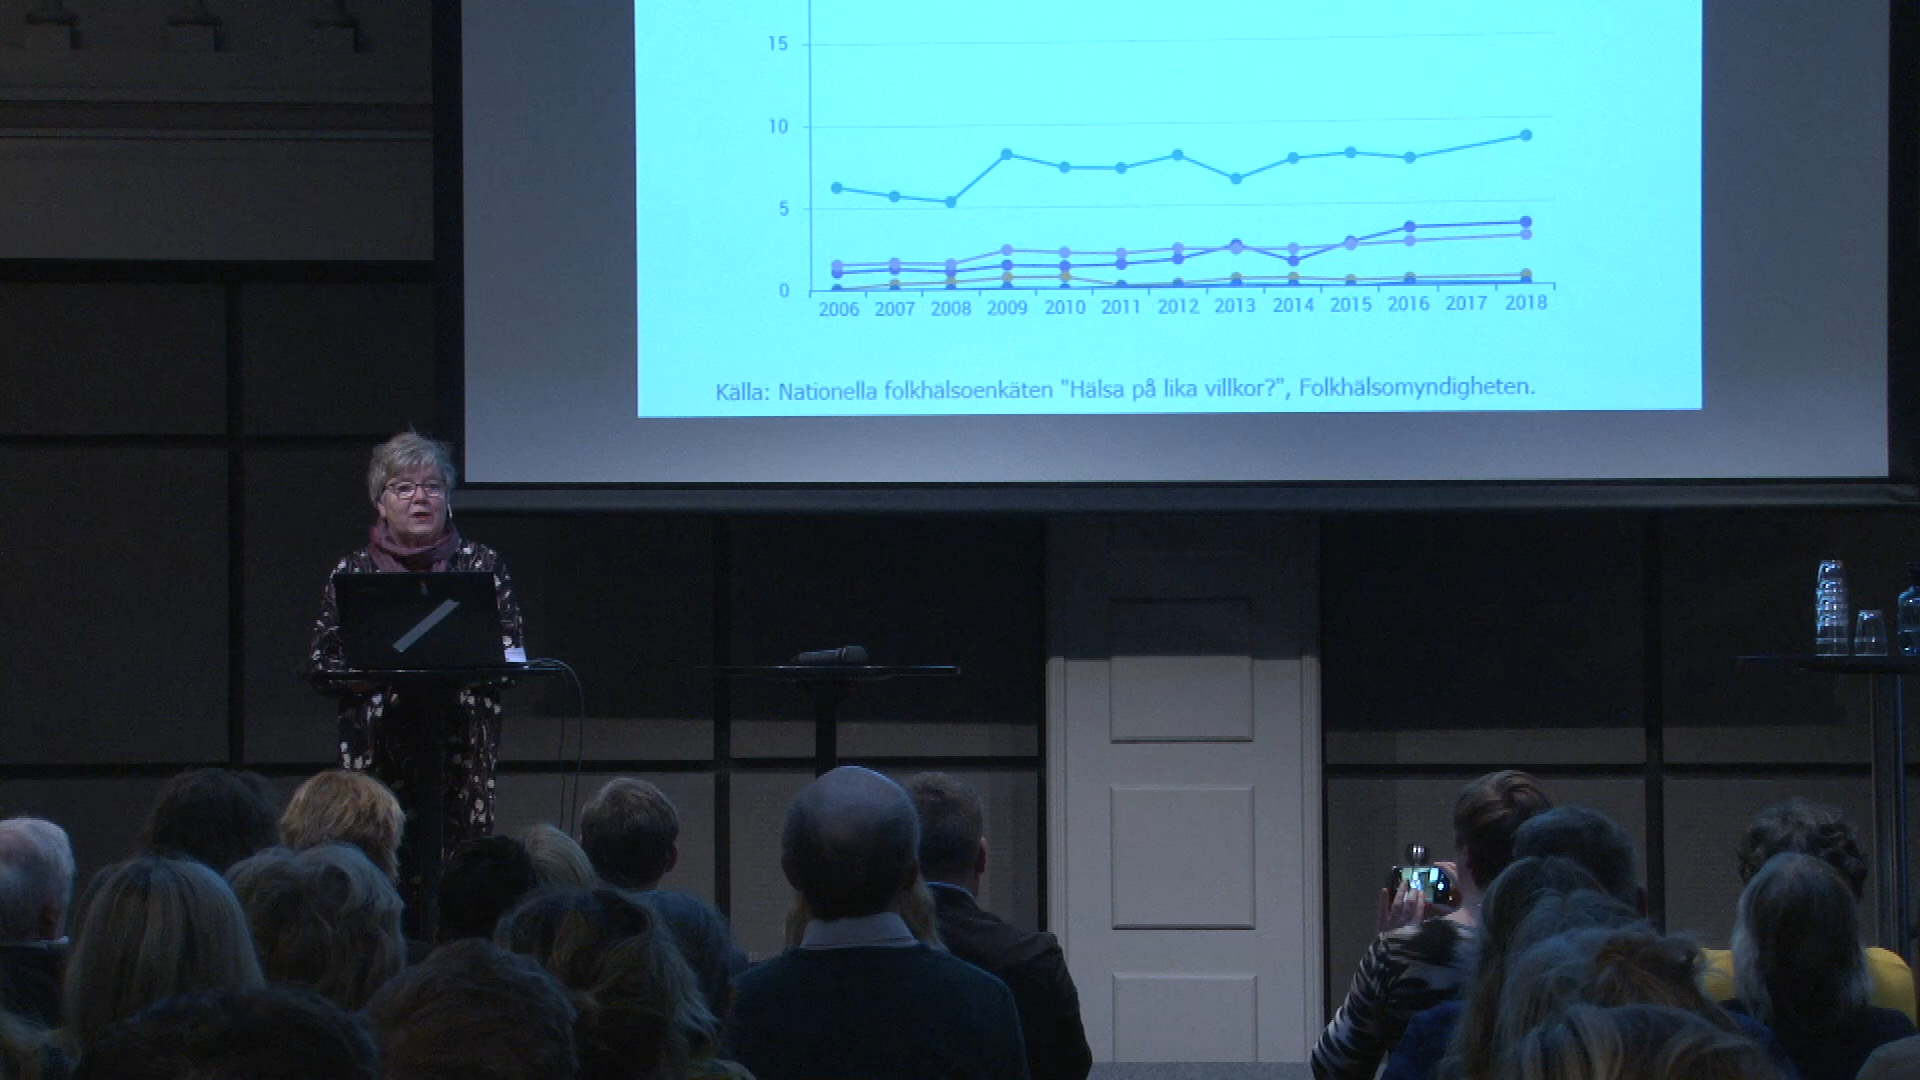 15
10
5
0
2006 2007 2008 2009 2010 2011 2012 2013 2014 2015 2016 2017 2018
Källa: Nationella folkhälsoenkäten "Hälsa på lika villkor?", Folkhälsomyndigheten.